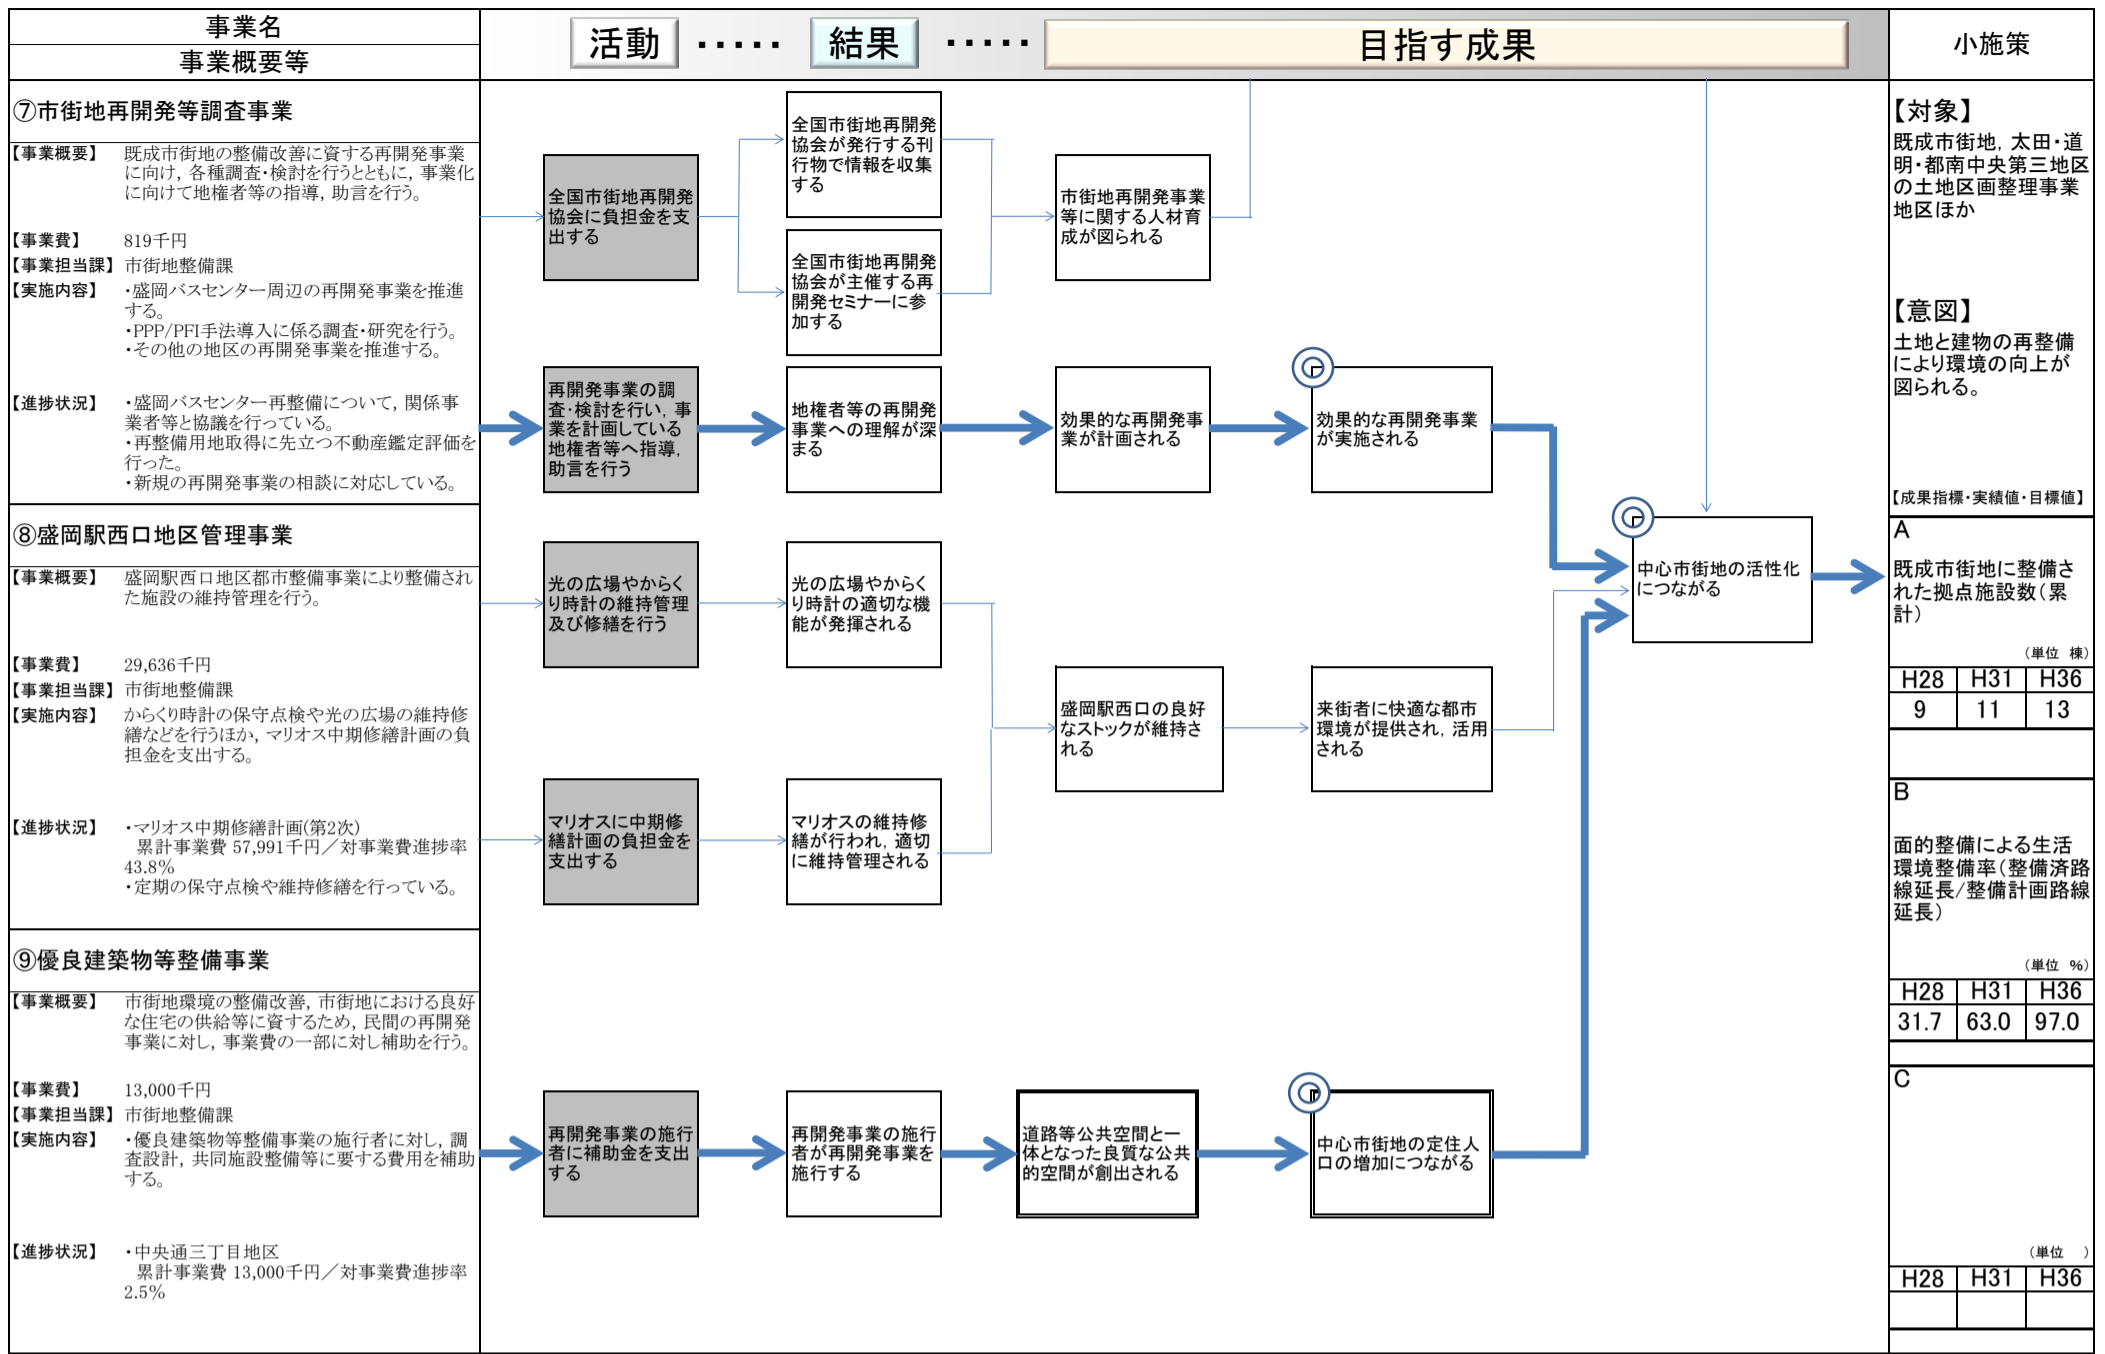 事業名
事業概要等
活動 ・・・・・ 結果 ・・・・・ 目指す成果
小施策
⑦市街地再開発等調査事業
【事業概要】 既成市街地の整備改善に資する再開発事業
に向け, 各種調査・検討を行うとともに, 事業化
に向けて地権者等の指導, 助言を行う。
【事業費】 819千円
【事業担当課】 市街地整備課
【実施内容】 ・盛岡バスセンター周辺の再開発事業を推進
する。
・PPP/PFI手法導入に係る調査・研究を行う。
・その他の地区の再開発事業を推進する。
【進捗状況】 ・盛岡バスセンター再整備について, 関係事
業者等と協議を行っている。
・再整備用地取得に先立つ不動産鑑定評価を
行った。
・新規の再開発事業の相談に対応している。
全国市街地再開発
協会に負担金を支
出する
全国市街地再開発
協会が発行する刊
行物で情報を収集
する
全国市街地再開発
協会が主催する再
開発セミナーに参
加する
市街地再開発事業
等に関する人材育
成が図られる
再開発事業の調
査・検討を行い, 事
業を計画している
地権者等へ指導,
助言を行う
地権者等の再開発
事業への理解が深
まる
効果的な再開発事
業が計画される
効果的な再開発事業
が実施される
⑧盛岡駅西口地区管理事業
【事業概要】 盛岡駅西口地区都市整備事業により整備され
た施設の維持管理を行う。
【事業費】 29,636千円
【事業担当課】 市街地整備課
【実施内容】 からくり時計の保守点検や光の広場の維持修
繕などを行うほか, マリオス中期修繕計画の負
担金を支出する。
【進捗状況】 ・マリオス中期修繕計画(第2次)
累計事業費 57,991千円／対事業費進捗率
43.8%
・定期の保守点検や維持修繕を行っている。
光の広場やからく
り時計の維持管理
及び修繕を行う
光の広場やからく
り時計の適切な機
能が発揮される
マリオスに中期修
繕計画の負担金を
支出する
マリオスの維持修
繕が行われ, 適切
に維持管理される
盛岡駅西口の良好
なストックが維持さ
れる
来街者に快適な都市
環境が提供され, 活用
される
中心市街地の活性化
につながる
⑨優良建築物等整備事業
【事業概要】 市街地環境の整備改善, 市街地における良好
な住宅の供給等に資するため, 民間の再開発
事業に対し, 事業費の一部に対し補助を行う。
【事業費】 13,000千円
【事業担当課】 市街地整備課
【実施内容】 ・優良建築物等整備事業の施行者に対し, 調
査設計, 共同施設整備等に要する費用を補助
する。
【進捗状況】 ・中央通三丁目地区
累計事業費 13,000千円／対事業費進捗率
2.5%
再開発事業の施行
者に補助金を支出
する
再開発事業の施行
者が再開発事業を
施行する
道路等公共空間と一
体となった良質な公共
的空間が創出される
中心市街地の定住人
口の増加につながる
【対象】
既成市街地, 太田・道
明・都南中央第三地区
の土地区画整理事業
地区ほか
【意図】
土地と建物の再整備
により環境の向上が
図られる。
【成果指標・実績値・目標値】
A
既成市街地に整備さ
れた拠点施設数（累
計）
（単位 棟）
H28 H31 H36
9 11 13
B
面的整備による生活
環境整備率（整備済路
線延長/整備計画路線
延長）
（単位 %）
H28 H31 H36
31.7 63.0 97.0
C
（単位 ）
H28 H31 H36